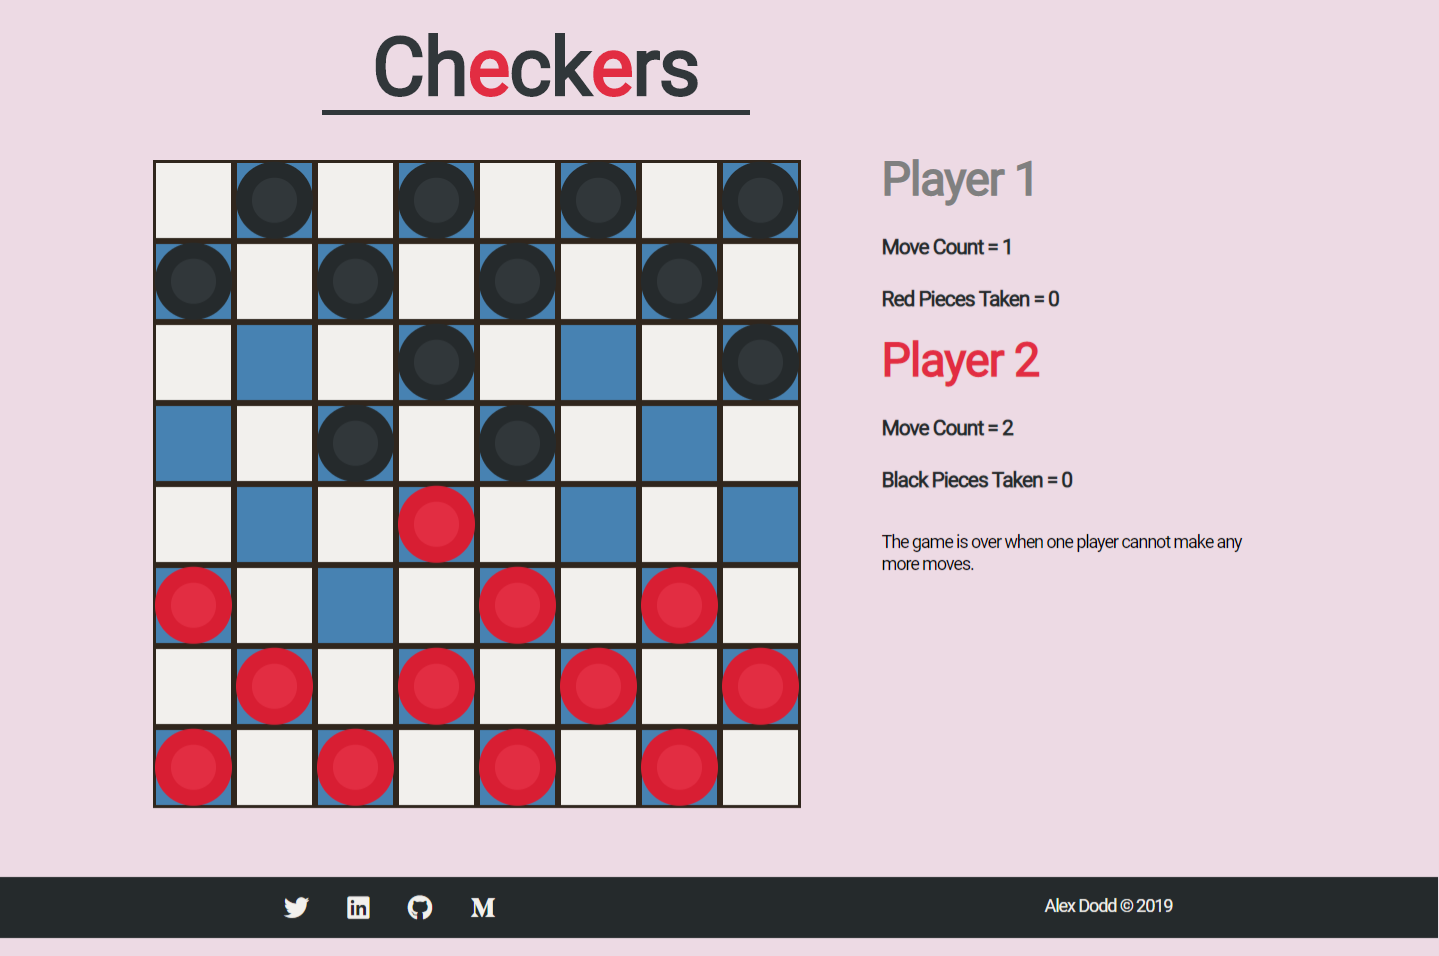 Checkers
Player 1
Move Count = 1
Red Pieces Taken = 0
Player 2
Move Count = 2
Black Pieces Taken = 0
The game is over when one player cannot make any
more moves.
in
M
Alex Dodd © 2019